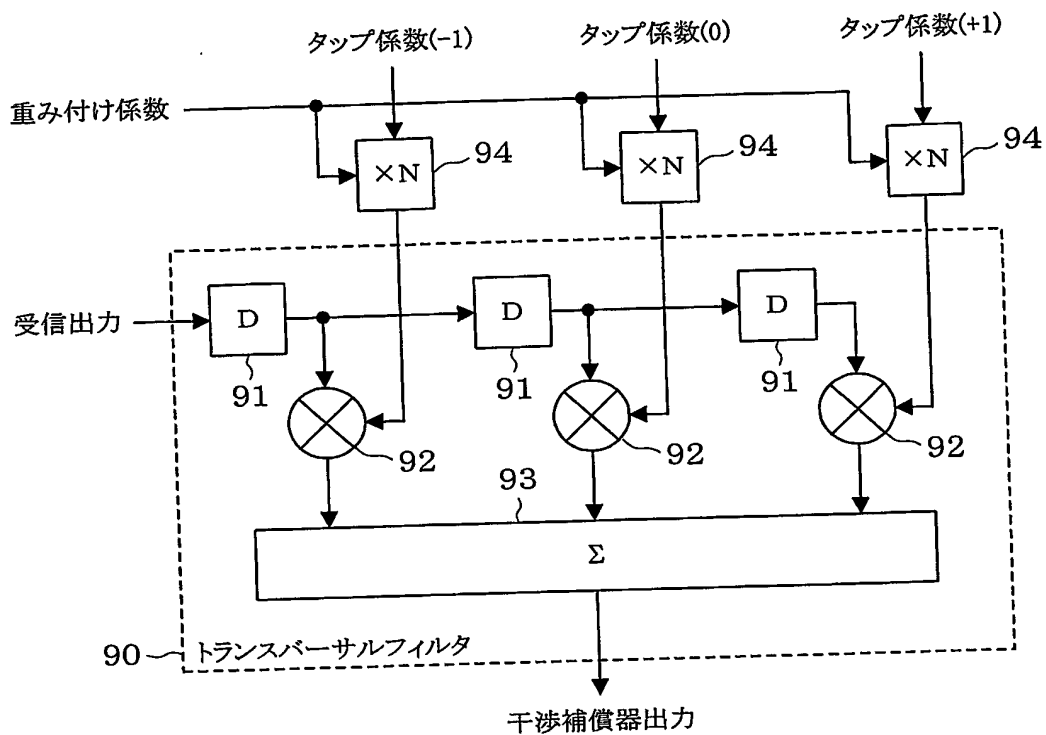 タップ係数(-1)
タップ係数(0)
タップ係数(+1)
重み付け係数
×N
94
×N
94
×N
94
受信出力
D
91
D
91
D
91
92
92
92
93
Σ
90
トランスバーサルフィルタ
干渉補償器出力